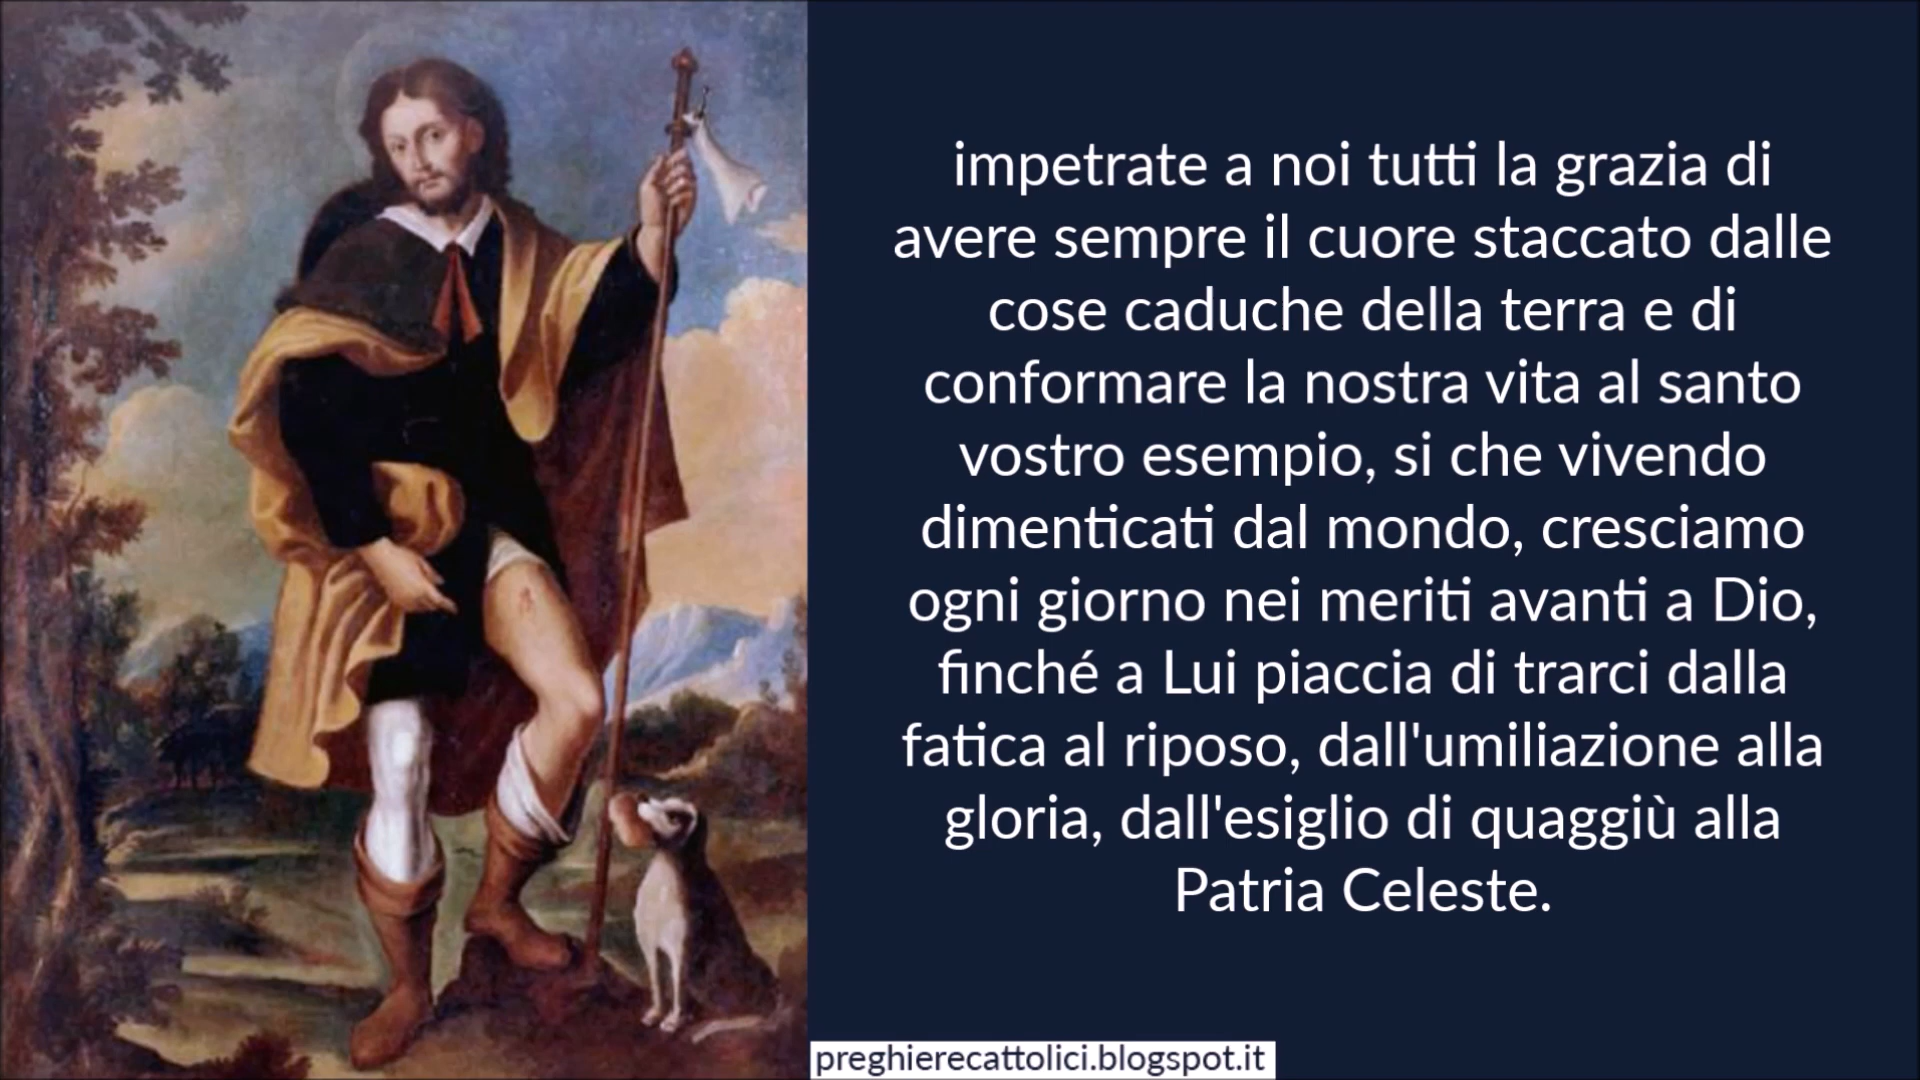 impetrate a noi tutti la grazia di
avere sempre il cuore staccato dalle
cose caduche della terra e di
conformare la nostra vita al santo
vostro esempio, si che vivendo
dimenticati dal mondo, cresciamo
ogni giorno nei meriti avanti a Dio,
finché a Lui piaccia di trarci dalla
fatica al riposo, dall'umiliazione alla
gloria, dall'esiglio di quaggiù alla
Patria Celeste.
preghierecattolici.blogspot.it